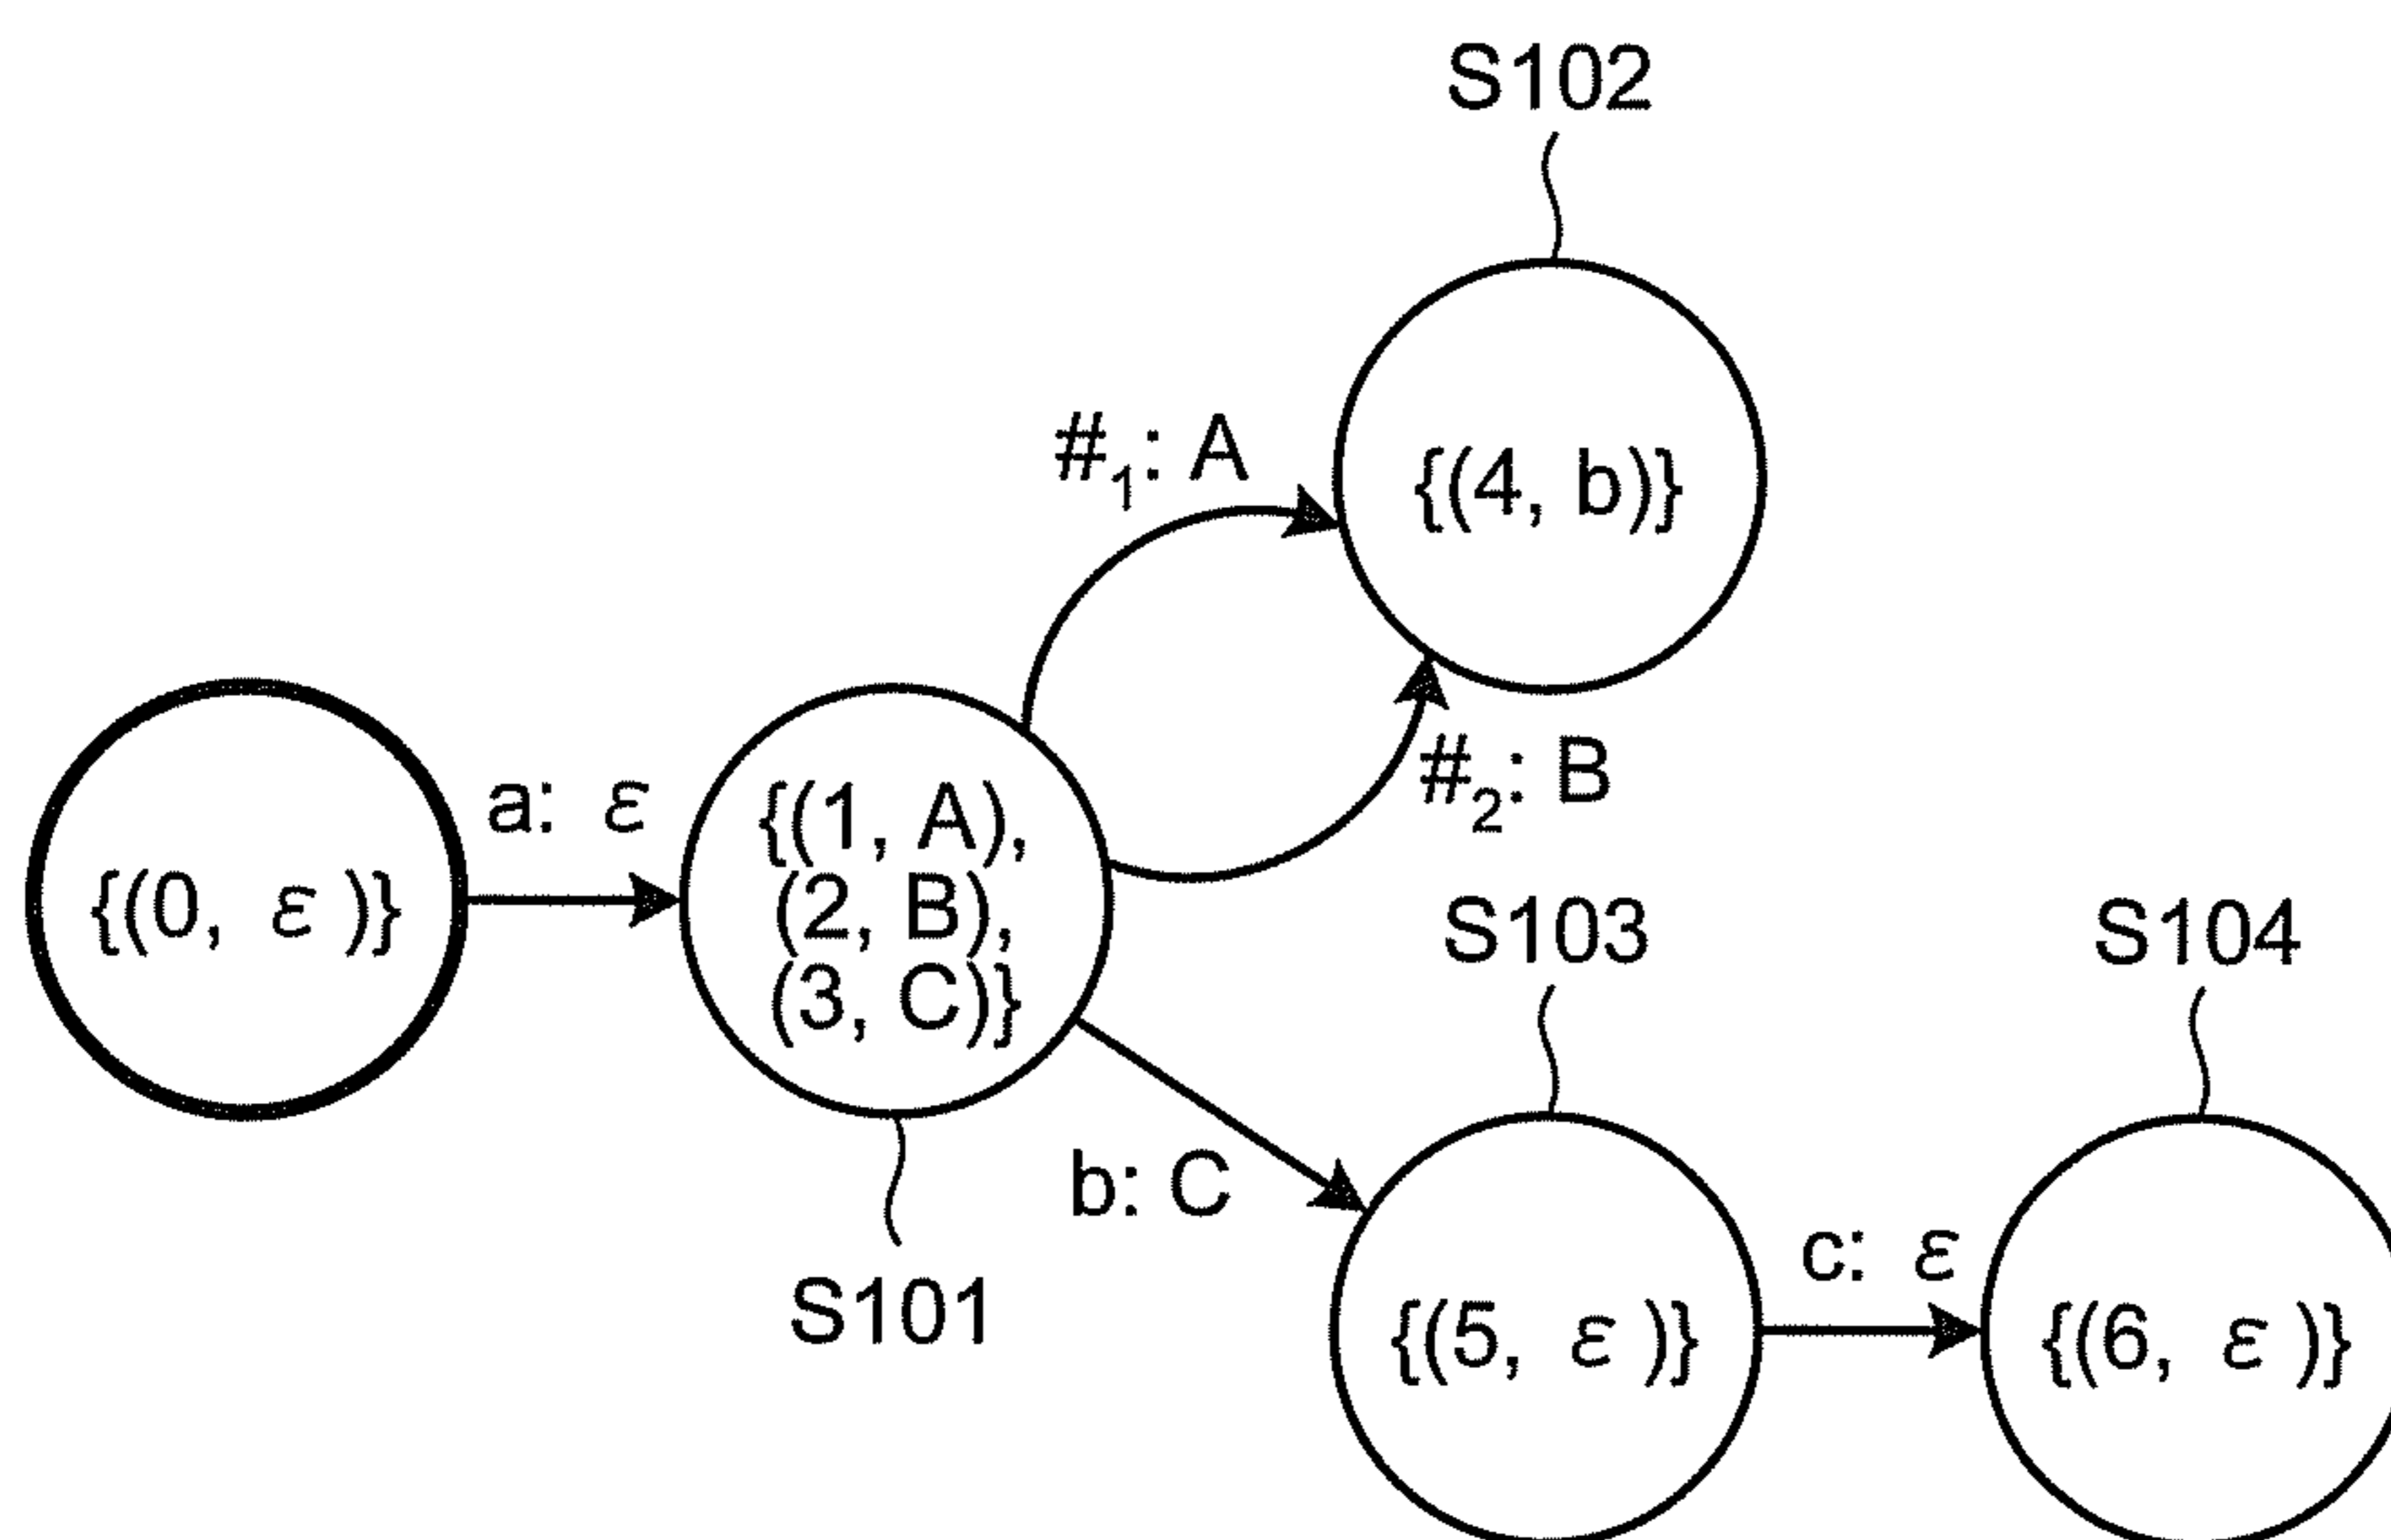 S102
#₁: A
{(4, b)}
#₂: B
a: ε
{(0, ε )}
{(1, A),
(2, B),
(3, C)}
S103
S104
b: C
c: ε
S101
{(5, ε )}
{(6, ε )}